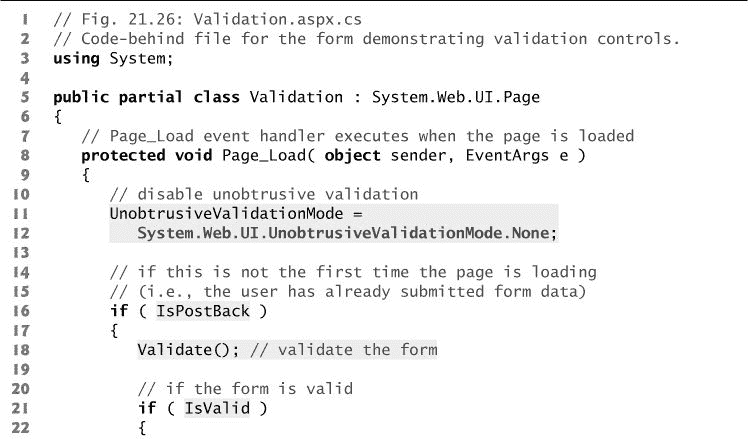 1 // Fig. 21.26: Validation.aspx.cs
2 // Code-behind file for the form demonstrating validation controls.
3 using System;
4
5 public partial class Validation : System.Web.UI.Page
6 {
7 // Page_Load event handler executes when the page is loaded
8 protected void Page_Load( object sender, EventArgs e )
9 {
10 // disable unobtrusive validation
11 UnobtrusiveValidationMode =
12 System.Web.UI.UnobtrusiveValidationMode.None;
13
14 // if this is not the first time the page is loading
15 // (i.e., the user has already submitted form data)
16 if ( IsPostBack )
17 {
18 Validate(); // validate the form
19
20 // if the form is valid
21 if ( IsValid )
22 {